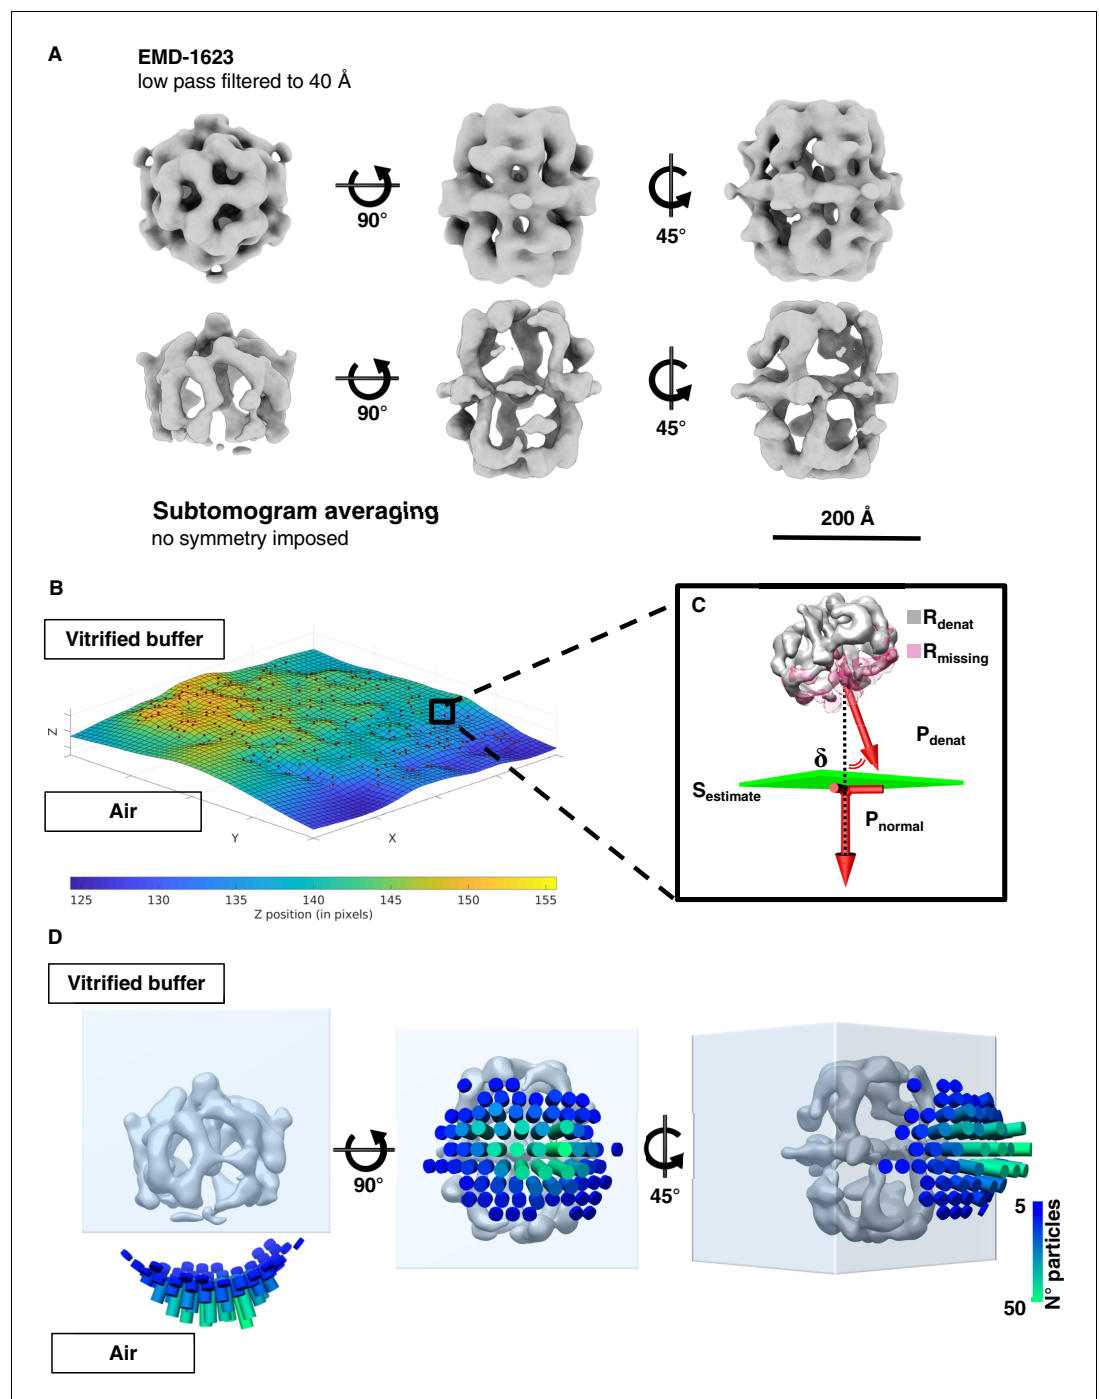 A
EMD-1623
low pass filtered to 40 Å
90°
45°
90°
45°
Subtomogram averaging
no symmetry imposed
200 Å
B
Vitrified buffer
Z
Air
Y
X
125 130 135 140 145 150 155
Z position (in pixels)
C
Rdenat
Rmissing
Pdenat
δ
Sestimate
Pnormal
D
Vitrified buffer
90°
45°
5
50
N° particles
Air